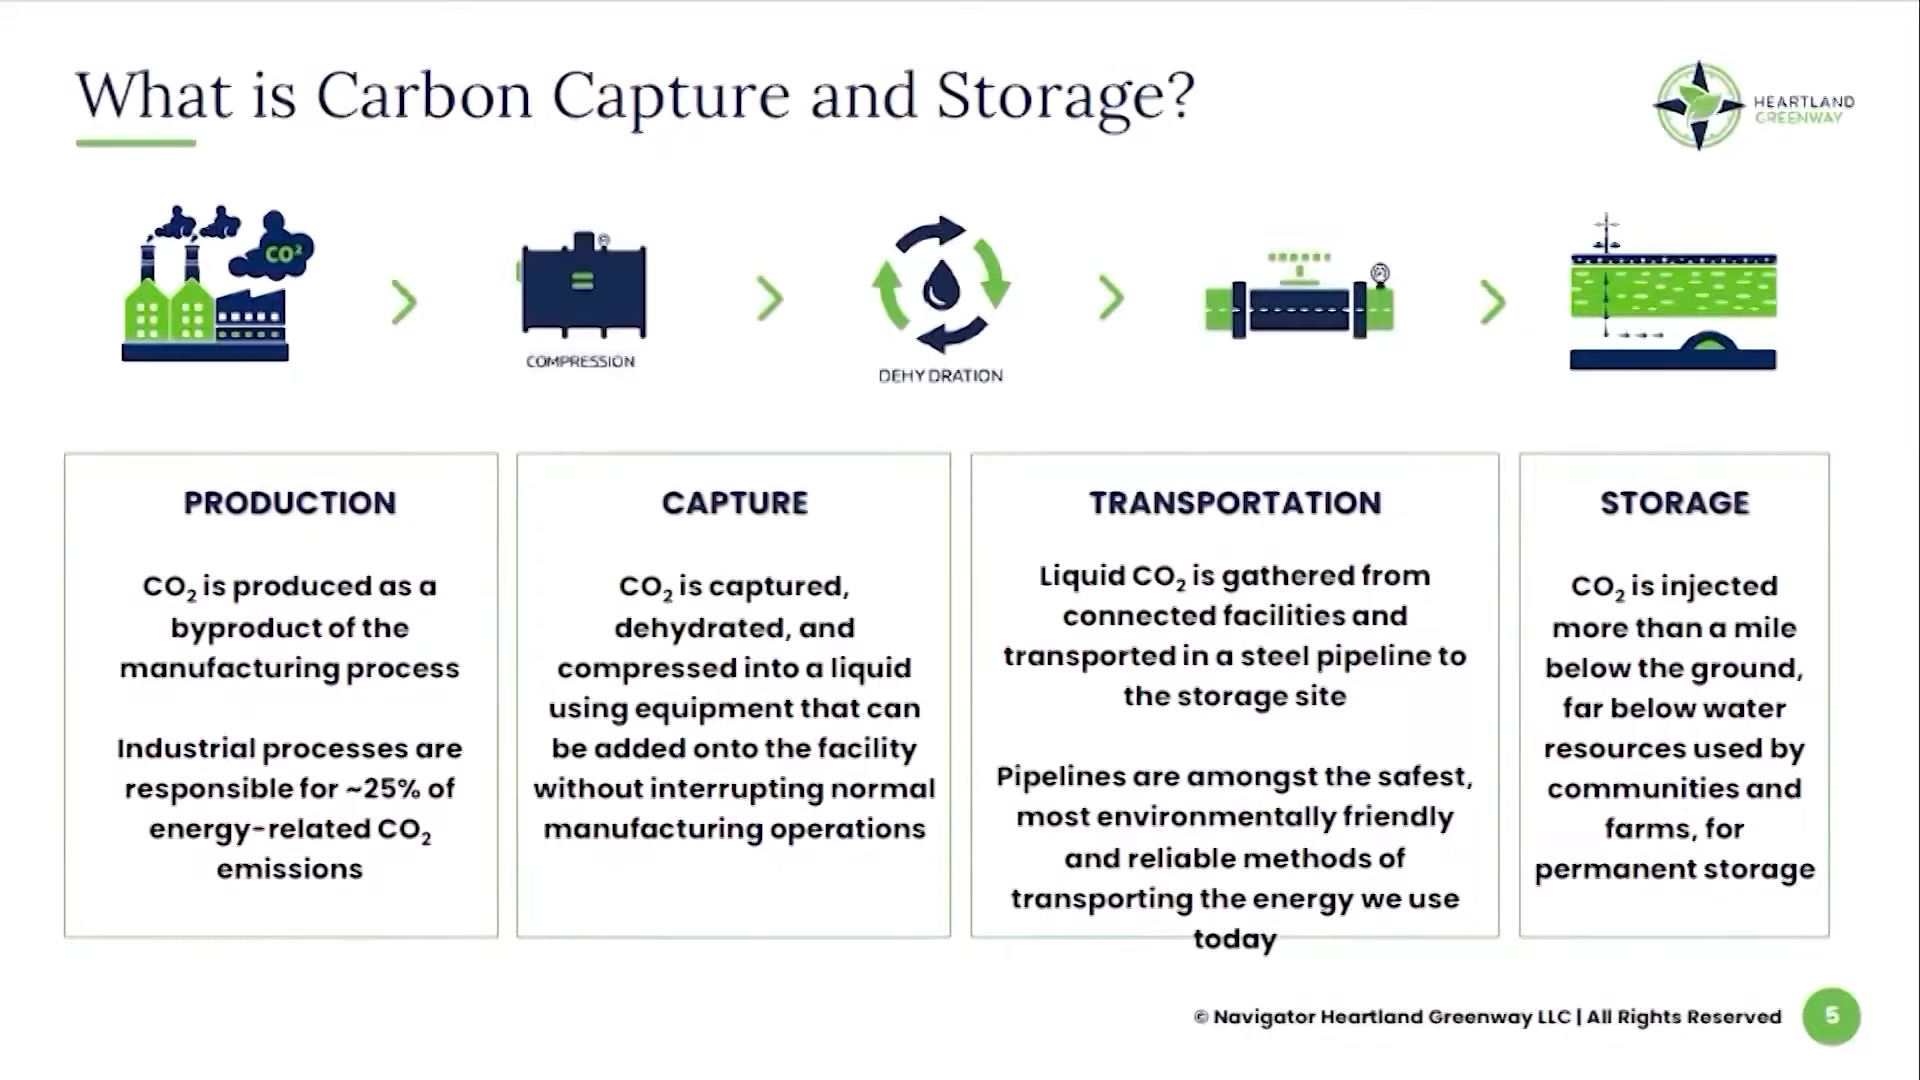 What is Carbon Capture and Storage?
HEARTLAND
GREENWAY
CO²
COMPRESSION
DEHYDRATION
PRODUCTION
CO₂ is produced as a
byproduct of the
manufacturing process
Industrial processes are
responsible for ~25% of
energy-related CO₂
emissions
CAPTURE
CO₂ is captured,
dehydrated, and
compressed into a liquid
using equipment that can
be added onto the facility
without interrupting normal
manufacturing operations
TRANSPORTATION
Liquid CO₂ is gathered from
connected facilities and
transported in a steel pipeline to
the storage site
Pipelines are amongst the safest,
most environmentally friendly
and reliable methods of
transporting the energy we use
today
STORAGE
CO₂ is injected
more than a mile
below the ground,
far below water
resources used by
communities and
farms, for
permanent storage
© Navigator Heartland Greenway LLC | All Rights Reserved
5